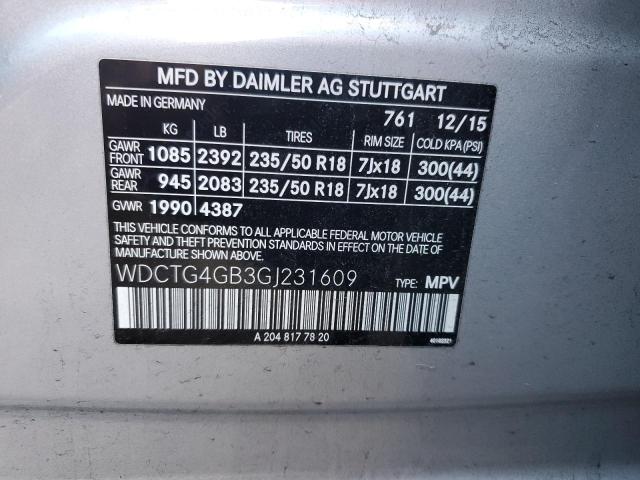 MFD BY DAIMLER AG STUTTGART
MADE IN GERMANY 761 12/15
KG LB TIRES RIM SIZE COLD KPA (PSI)
GAWR FRONT 1085 2392 235/50 R18 7Jx18 300(44)
GAWR REAR 945 2083 235/50 R18 7Jx18 300(44)
GVWR 1990 4387
THIS VEHICLE CONFORMS TO ALL APPLICABLE FEDERAL MOTOR VEHICLE
SAFETY AND THEFT PREVENTION STANDARDS IN EFFECT ON THE DATE OF
MANUFACTURE SHOWN ABOVE.
WDCTG4GB3GJ231609 TYPE: MPV
A 204 817 78 20